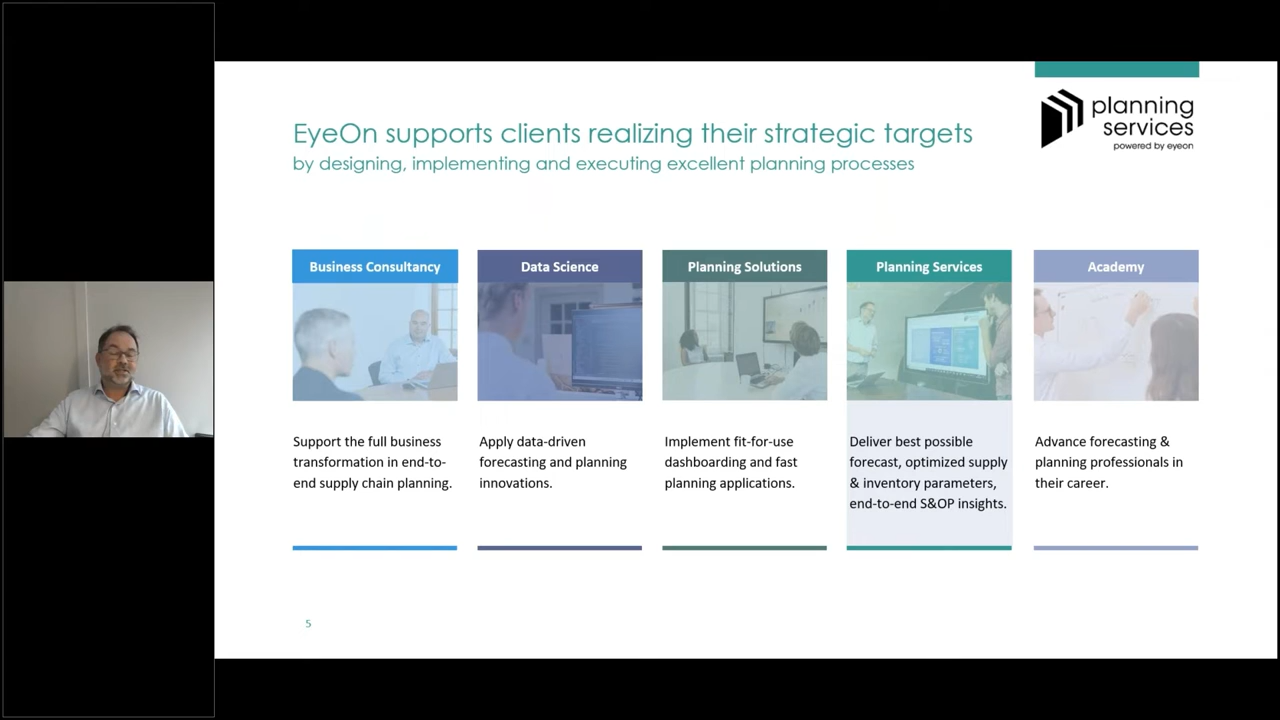 planning
services
powered by eyeon
EyeOn supports clients realizing their strategic targets
by designing, implementing and executing excellent planning processes
Business Consultancy
Support the full business
transformation in end-to-
end supply chain planning.
Data Science
Apply data-driven
forecasting and planning
innovations.
Planning Solutions
Implement fit-for-use
dashboarding and fast
planning applications.
Planning Services
Deliver best possible
forecast, optimized supply
& inventory parameters,
end-to-end S&OP insights.
Academy
Advance forecasting &
planning professionals in
their career.
5